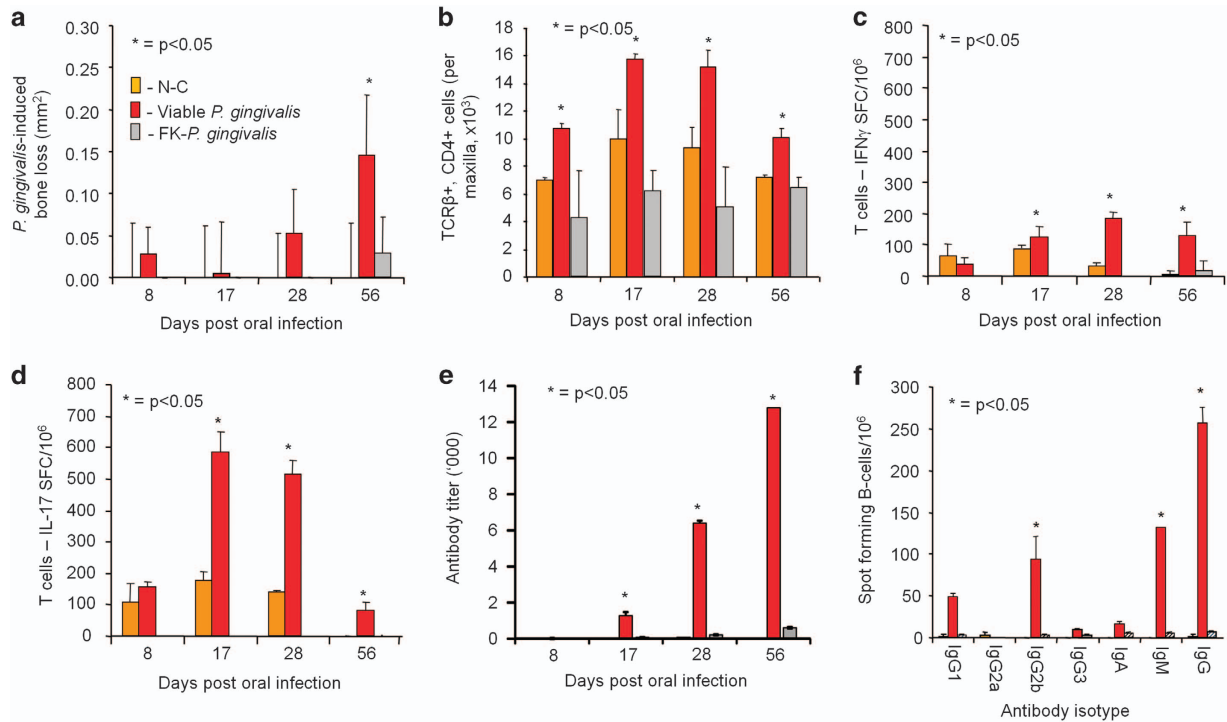 a
P. gingivalis-induced
bone loss (mm²)
0.30
0.25
0.20
0.15
0.10
0.05
0.00
* = p<0.05
- N-C
- Viable P. gingivalis
- FK-P. gingivalis
*
8 17 28 56
Days post oral infection
b
TCRβ+, CD4+ cells (per
maxilla, x10³)
18
16
14
12
10
8
6
4
2
0
* = p<0.05
* * * *
8 17 28 56
Days post oral infection
c
T cells – IFNγ SFC/10⁶
800
700
600
500
400
300
200
100
0
* = p<0.05
* * *
8 17 28 56
Days post oral infection
d
T cells – IL-17 SFC/10⁶
800
700
600
500
400
300
200
100
0
* = p<0.05
* * *
8 17 28 56
Days post oral infection
e
Antibody titer (‘000)
14
12
10
8
6
4
2
0
* = p<0.05
* * *
8 17 28 56
Days post oral infection
f
Spot forming B-cells/10⁶
300
250
200
150
100
50
0
* = p<0.05
* * *
IgG1
IgG2a
IgG2b
IgG3
IgA
IgM
IgG
Antibody isotype